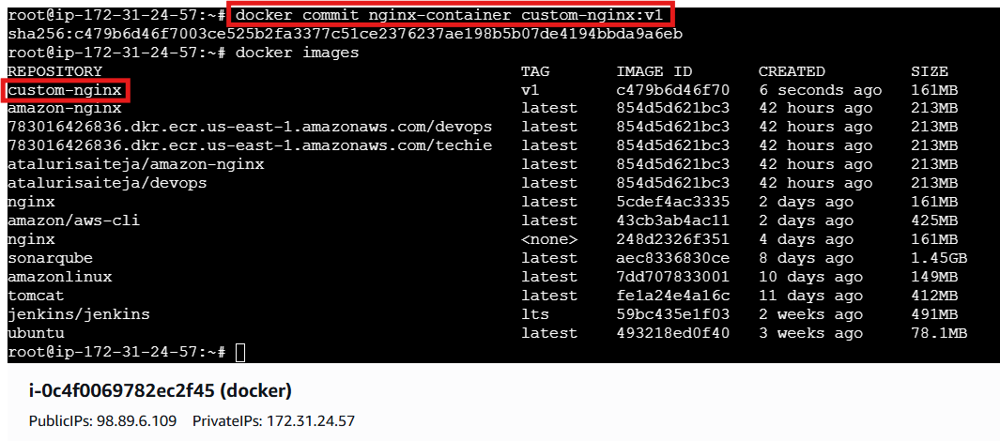 root@ip-172-31-24-57:~# docker commit nginx-container custom-nginx:v1
sha256:c479b6d46f7003ce525b2fa3377c51ce2376237ae198b5b07de4194bbda9a6eb
root@ip-172-31-24-57:~# docker images
REPOSITORY TAG IMAGE ID CREATED SIZE
custom-nginx v1 c479b6d46f70 6 seconds ago 161MB
amazon-nginx latest 854d5d621bc3 42 hours ago 213MB
783016426836.dkr.ecr.us-east-1.amazonaws.com/devops latest 854d5d621bc3 42 hours ago 213MB
783016426836.dkr.ecr.us-east-1.amazonaws.com/techie latest 854d5d621bc3 42 hours ago 213MB
atalurisaiteja/amazon-nginx latest 854d5d621bc3 42 hours ago 213MB
atalurisaiteja/devops latest 854d5d621bc3 42 hours ago 213MB
nginx latest 5cdef4ac3335 2 days ago 161MB
amazon/aws-cli latest 43cb3ab4ac11 2 days ago 425MB
nginx <none> 248d2326f351 4 days ago 161MB
sonarqube latest aec8336830ce 8 days ago 1.45GB
amazonlinux latest 7dd707833001 10 days ago 149MB
tomcat latest fe1a24e4a16c 11 days ago 412MB
jenkins/jenkins lts 59bc435e1f03 2 weeks ago 491MB
ubuntu latest 493218ed0f40 3 weeks ago 78.1MB
root@ip-172-31-24-57:~#
i-0c4f0069782ec2f45 (docker)
PublicIPs: 98.89.6.109 PrivateIPs: 172.31.24.57